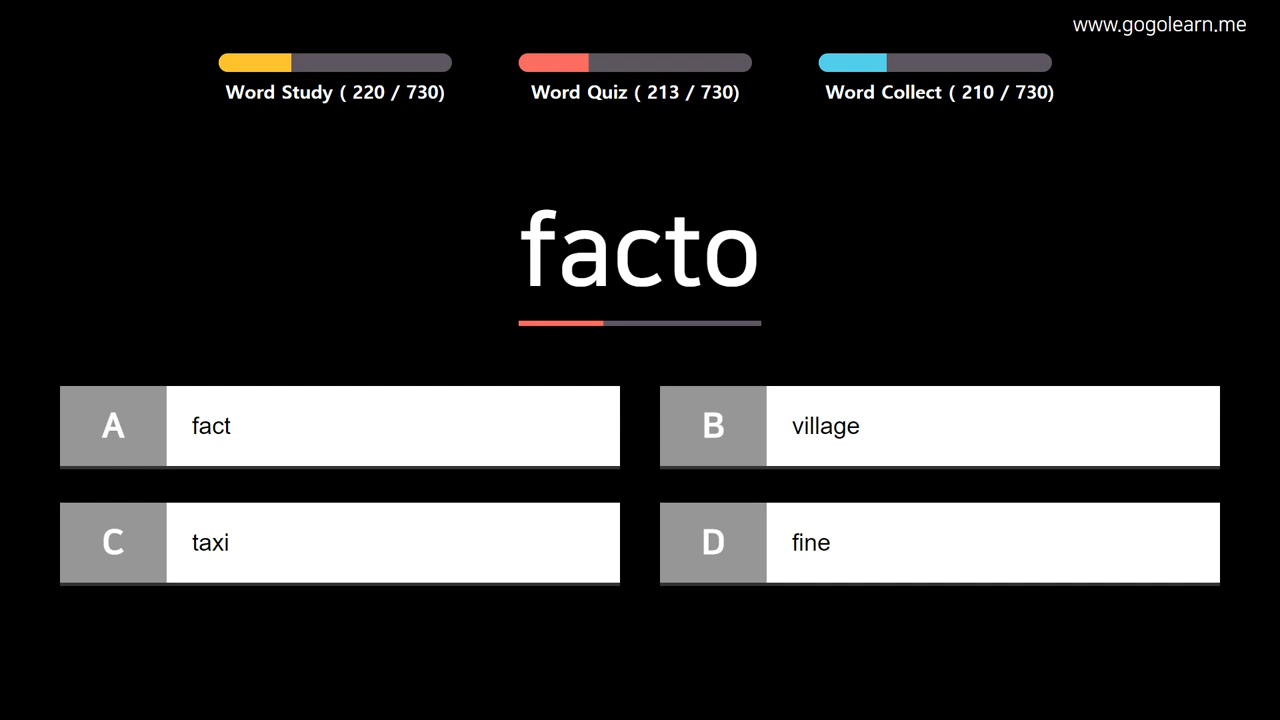 www.gogolearn.me
Word Study ( 220 / 730)
Word Quiz ( 213 / 730)
Word Collect ( 210 / 730)
facto
A
fact
B
village
C
taxi
D
fine